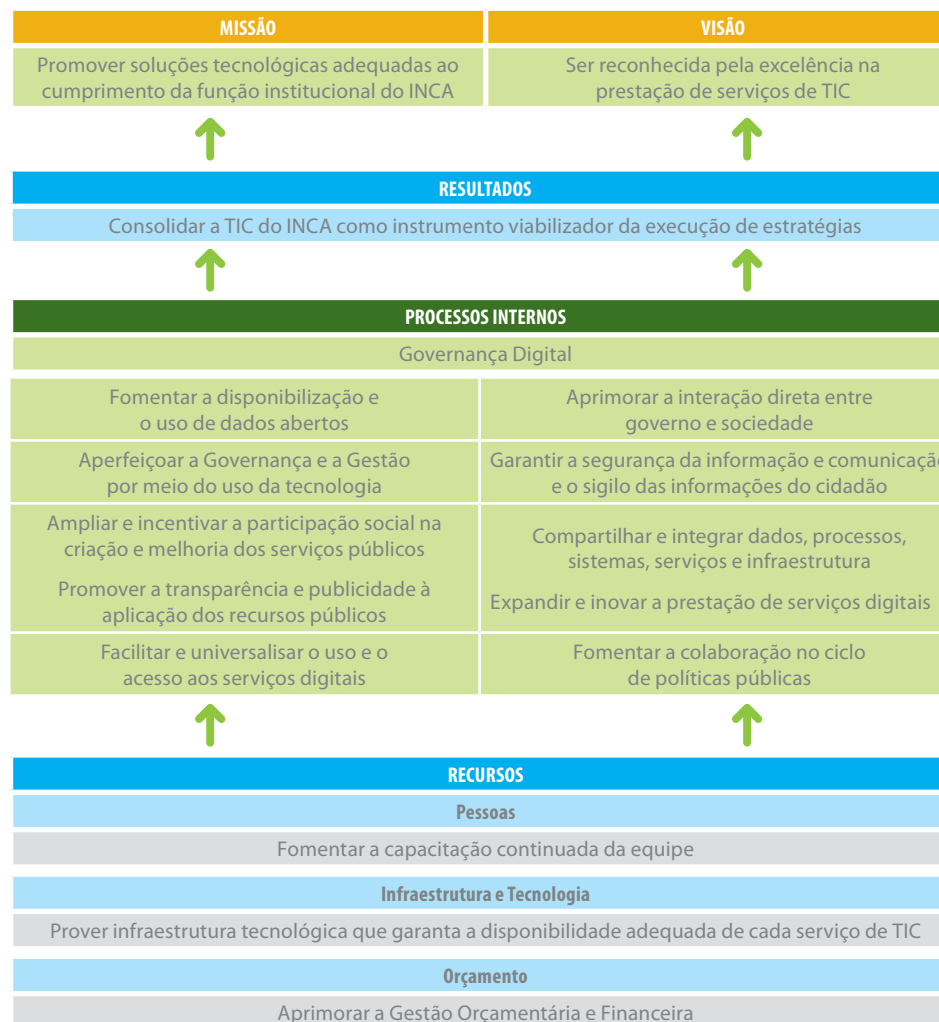 MISSÃO
Promover soluções tecnológicas adequadas ao
cumprimento da função institucional do INCA
VISÃO
Ser reconhecida pela excelência na
prestação de serviços de TIC
RESULTADOS
Consolidar a TIC do INCA como instrumento viabilizador da execução de estratégias
PROCESSOS INTERNOS
Governança Digital
Fomentar a disponibilização e
o uso de dados abertos
Aprimorar a interação direta entre
governo e sociedade
Aperfeiçoar a Governança e a Gestão
por meio do uso da tecnologia
Garantir a segurança da informação e comunicação
e o sigilo das informações do cidadão
Ampliar e incentivar a participação social na
criação e melhoria dos serviços públicos
Promover a transparência e publicidade à
aplicação dos recursos públicos
Compartilhar e integrar dados, processos,
sistemas, serviços e infraestrutura
Expandir e inovar a prestação de serviços digitais
Facilitar e universalisar o uso e o
acesso aos serviços digitais
Fomentar a colaboração no ciclo
de políticas públicas
RECURSOS
Pessoas
Fomentar a capacitação continuada da equipe
Infraestrutura e Tecnologia
Prover infraestrutura tecnológica que garanta a disponibilidade adequada de cada serviço de TIC
Orçamento
Aprimorar a Gestão Orçamentária e Financeira